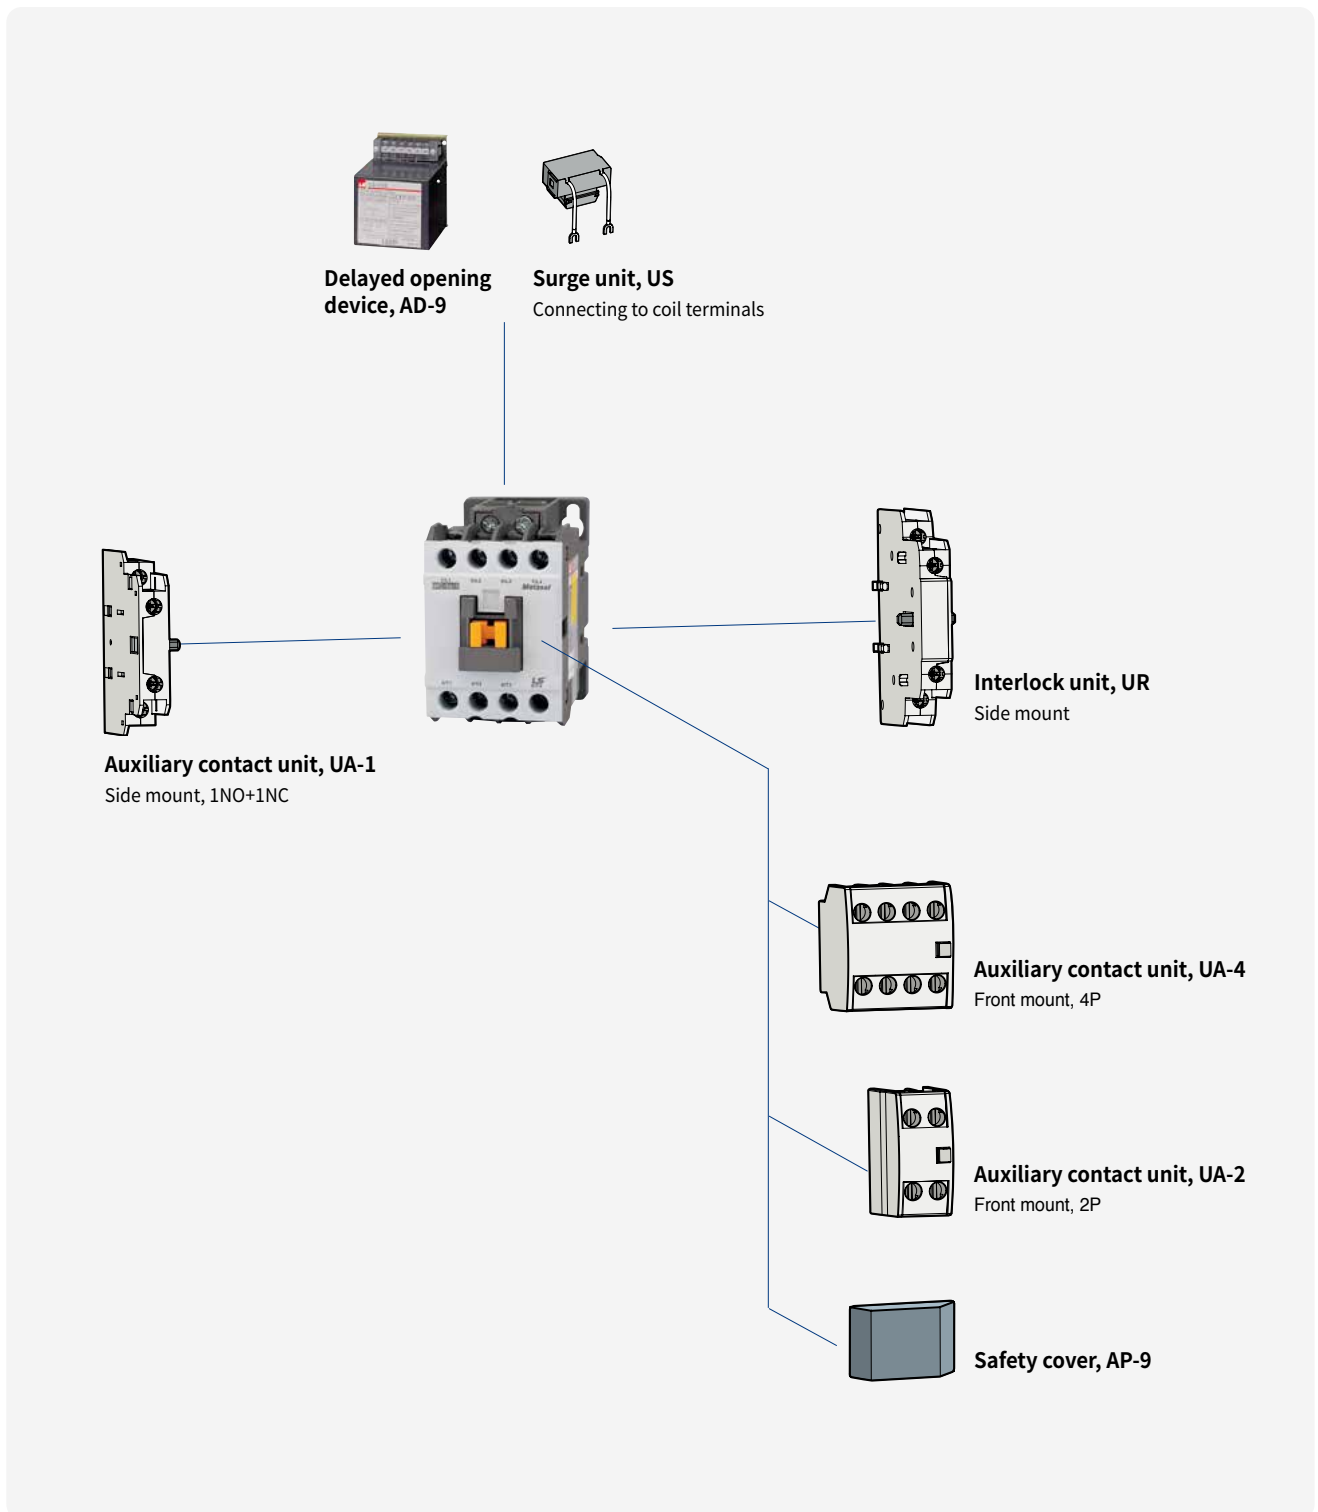 Delayed opening
device, AD-9
Surge unit, US
Connecting to coil terminals
Metasol
LS
Interlock unit, UR
Side mount
Auxiliary contact unit, UA-1
Side mount, 1NO+1NC
Auxiliary contact unit, UA-4
Front mount, 4P
Auxiliary contact unit, UA-2
Front mount, 2P
Safety cover, AP-9